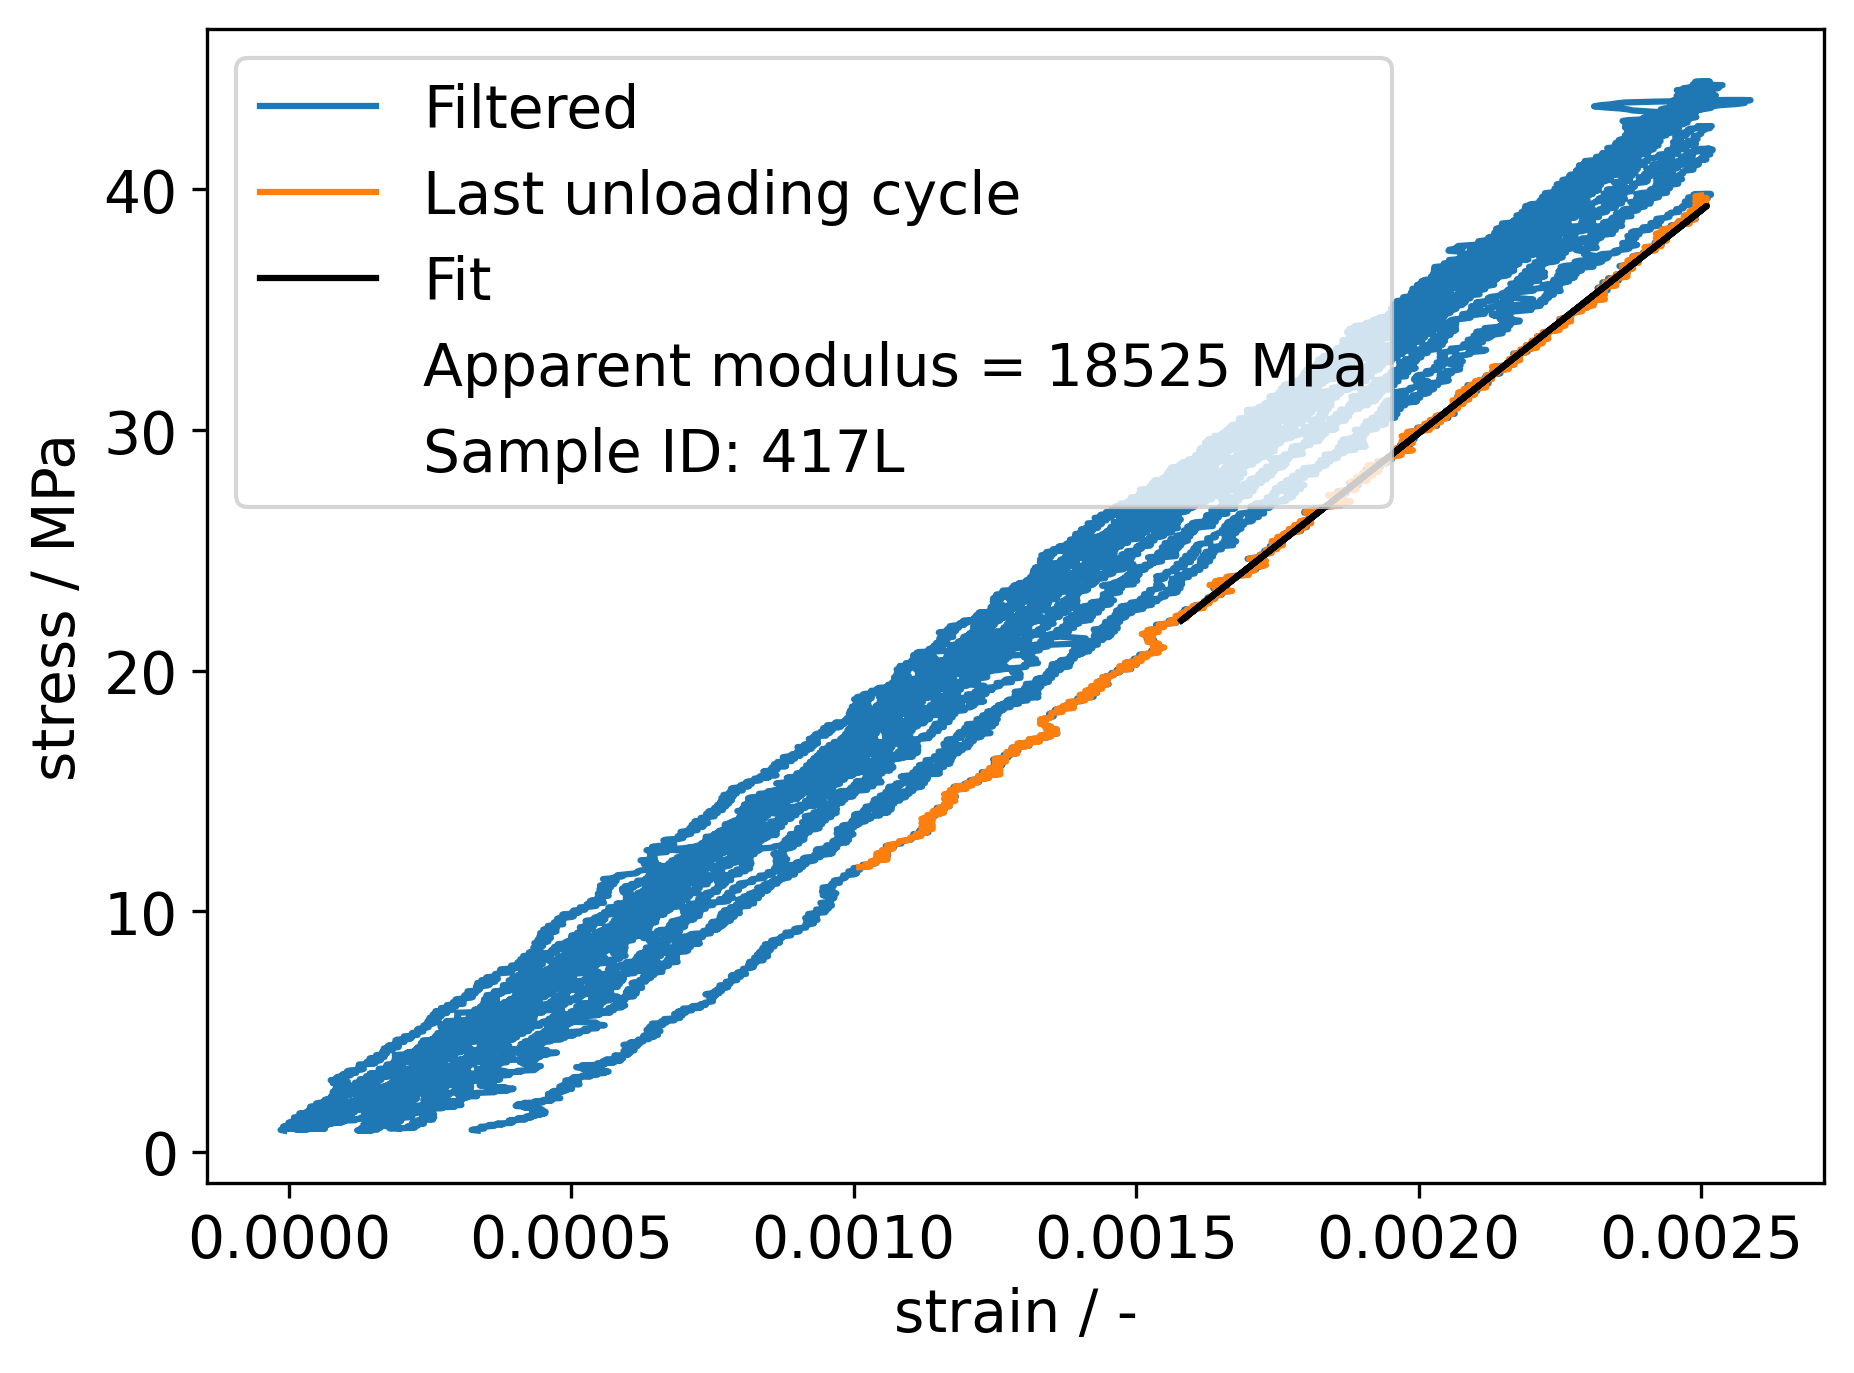 Filtered
Last unloading cycle
Fit
Apparent modulus = 18525 MPa
Sample ID: 417L
stress / MPa
40
30
20
10
0
0.0000 0.0005 0.0010 0.0015 0.0020 0.0025
strain / -